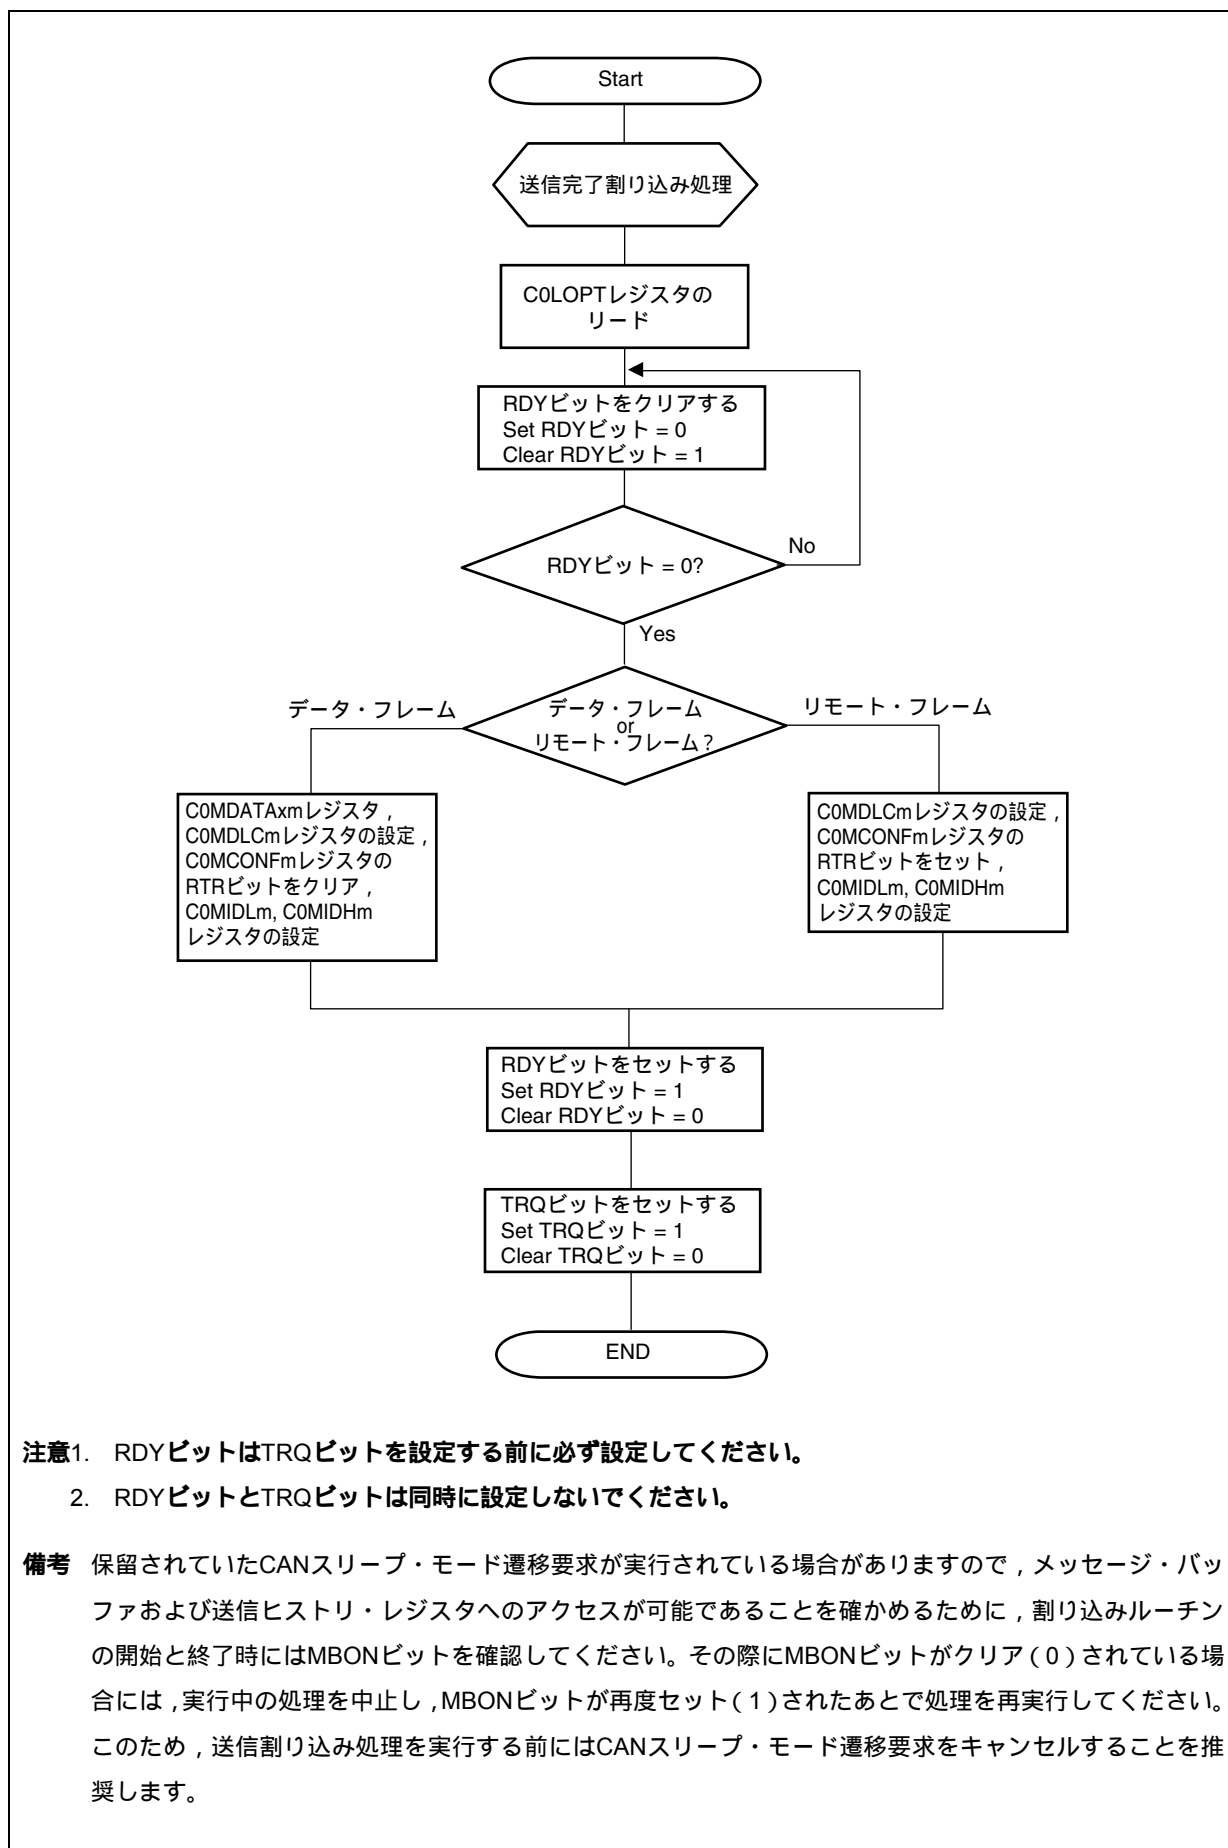 Start
送信完了割り込み処理
C0LOPTレジスタの
リード
RDYビットをクリアする
Set RDYビット = 0
Clear RDYビット = 1
RDYビット = 0?
No
Yes
データ・フレーム
or
リモート・フレーム？
データ・フレーム
リモート・フレーム
C0MDATAxmレジスタ，
C0MDLCmレジスタの設定，
C0MCONFmレジスタの
RTRビットをクリア，
C0MIDLm, C0MIDHm
レジスタの設定
C0MDLCmレジスタの設定，
C0MCONFmレジスタの
RTRビットをセット，
C0MIDLm, C0MIDHm
レジスタの設定
RDYビットをセットする
Set RDYビット = 1
Clear RDYビット = 0
TRQビットをセットする
Set TRQビット = 1
Clear TRQビット = 0
END
注意1. RDYビットはTRQビットを設定する前に必ず設定してください。
2. RDYビットとTRQビットは同時に設定しないでください。
備考 保留されていたCANスリープ・モード遷移要求が実行されている場合がありますので，メッセージ・バッ
ファおよび送信ヒストリ・レジスタへのアクセスが可能であることを確かめるために，割り込みルーチン
の開始と終了時にはMBONビットを確認してください。その際にMBONビットがクリア（0）されている場
合には，実行中の処理を中止し，MBONビットが再度セット（1）されたあとで処理を再実行してください。
このため，送信割り込み処理を実行する前にはCANスリープ・モード遷移要求をキャンセルすることを推
奨します。